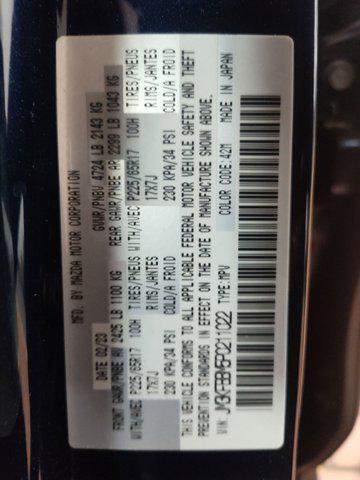 MFD. BY MAZDA MOTOR CORPORATION
DATE 02/23 GVWR/PNBV 4724 LB 2143 KG
FRONT GAWR/PNBE AV 2425 LB 1100 KG REAR GAWR/PNBE AR 2299 LB 1043 KG
WITH/AVEC P225/65R17 100H TIRES/PNEUS WITH/AVEC P225/65R17 100H TIRES/PNEUS
17X7J RIMS/JANTES 17X7J RIMS/JANTES
230 KPA/34 PSI COLD/A FROID 230 KPA/34 PSI COLD/A FROID
THIS VEHICLE CONFORMS TO ALL APPLICABLE FEDERAL MOTOR VEHICLE SAFETY AND THEFT
PREVENTION STANDARDS IN EFFECT ON THE DATE OF MANUFACTURE SHOWN ABOVE.
COLOR CODE:42M MADE IN JAPAN
VIN: JM3KFBBM5P0211022 TYPE:MPV